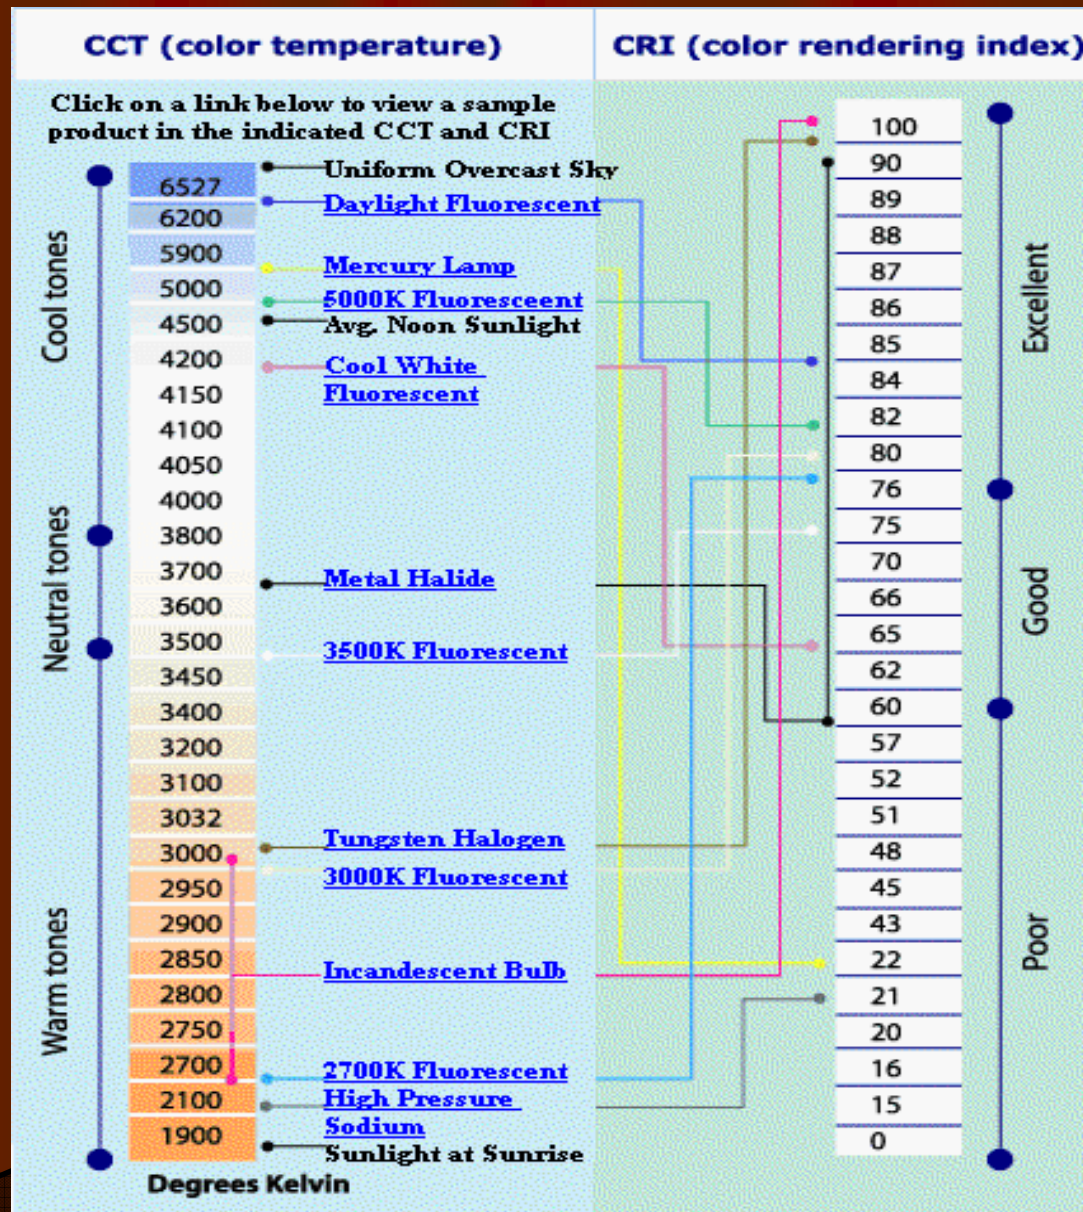 CCT (color temperature)
CRI (color rendering index)
Click on a link below to view a sample
product in the indicated CCT and CRI
Cool tones
Neutral tones
Warm tones
6527
6200
5900
5000
4500
4200
4150
4100
4050
4000
3800
3700
3600
3500
3450
3400
3200
3100
3032
3000
2950
2900
2850
2800
2750
2700
2100
1900
Degrees Kelvin
Uniform Overcast Sky
Daylight Fluorescent
Mercury Lamp
5000K Fluoresceent
Avg. Noon Sunlight
Cool White
Fluorescent
Metal Halide
3500K Fluorescent
Tungsten Halogen
3000K Fluorescent
Incandescent Bulb
2700K Fluorescent
High Pressure
Sodium
Sunlight at Sunrise
100
90
89
88
87
86
85
84
82
80
76
75
70
66
65
62
60
57
52
51
48
45
43
22
21
20
16
15
0
Excellent
Good
Poor